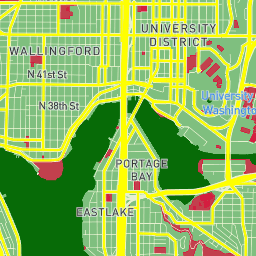 UNIVERSITY
DISTRICT
WALLINGFORD
N 41st St
N 38th St
University
Washington
PORTAGE
BAY
EASTLAKE